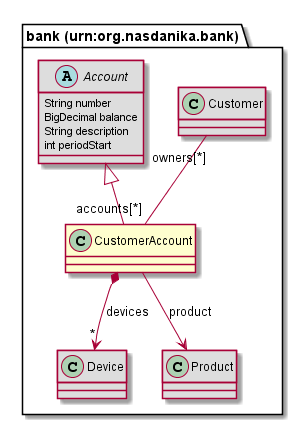 bank (urn:org.nasdanika.bank)
A Account
String number
BigDecimal balance
String description
int periodStart
C Customer
owners[*]
accounts[*]
C CustomerAccount
devices
product
*
C Device
C Product